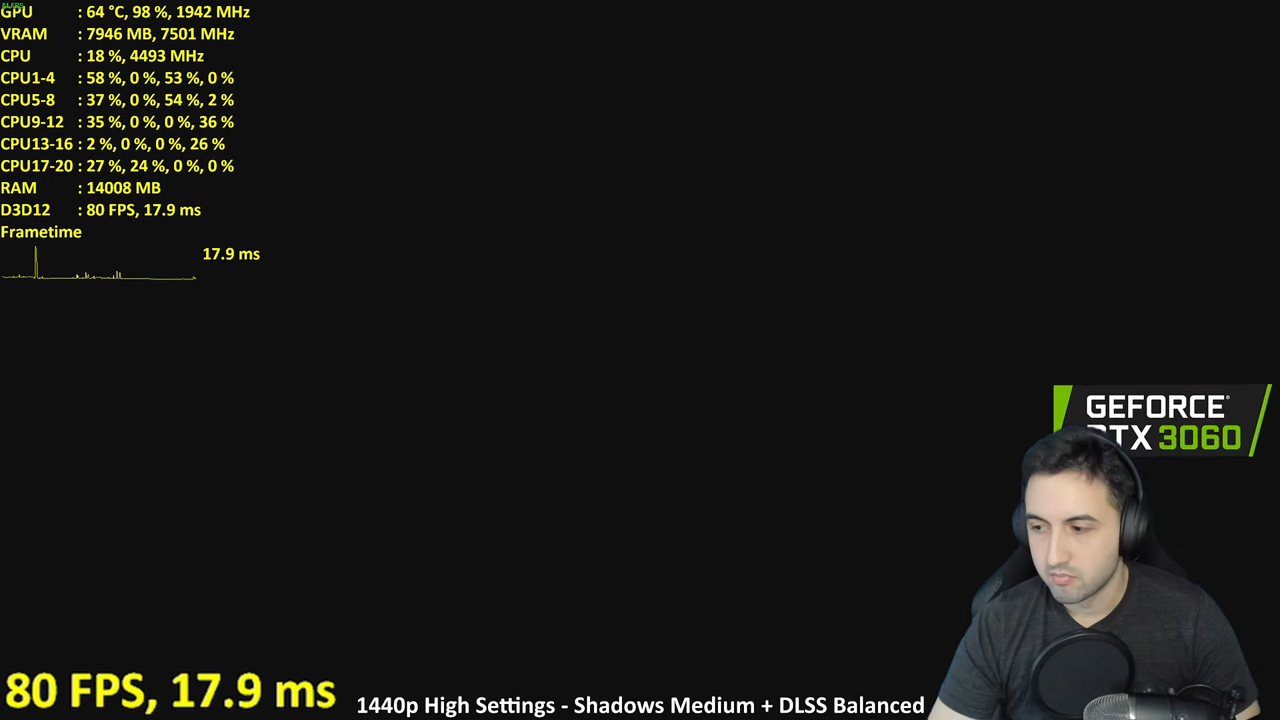 GPU : 64 °C, 98 %, 1942 MHz
VRAM : 7946 MB, 7501 MHz
CPU : 18 %, 4493 MHz
CPU1-4 : 58 %, 0 %, 53 %, 0 %
CPU5-8 : 37 %, 0 %, 54 %, 2 %
CPU9-12 : 35 %, 0 %, 0 %, 36 %
CPU13-16 : 2 %, 0 %, 0 %, 26 %
CPU17-20 : 27 %, 24 %, 0 %, 0 %
RAM : 14008 MB
D3D12 : 80 FPS, 17.9 ms
Frametime
17.9 ms
GEFORCE
RTX 3060
80 FPS, 17.9 ms
1440p High Settings - Shadows Medium + DLSS Balanced